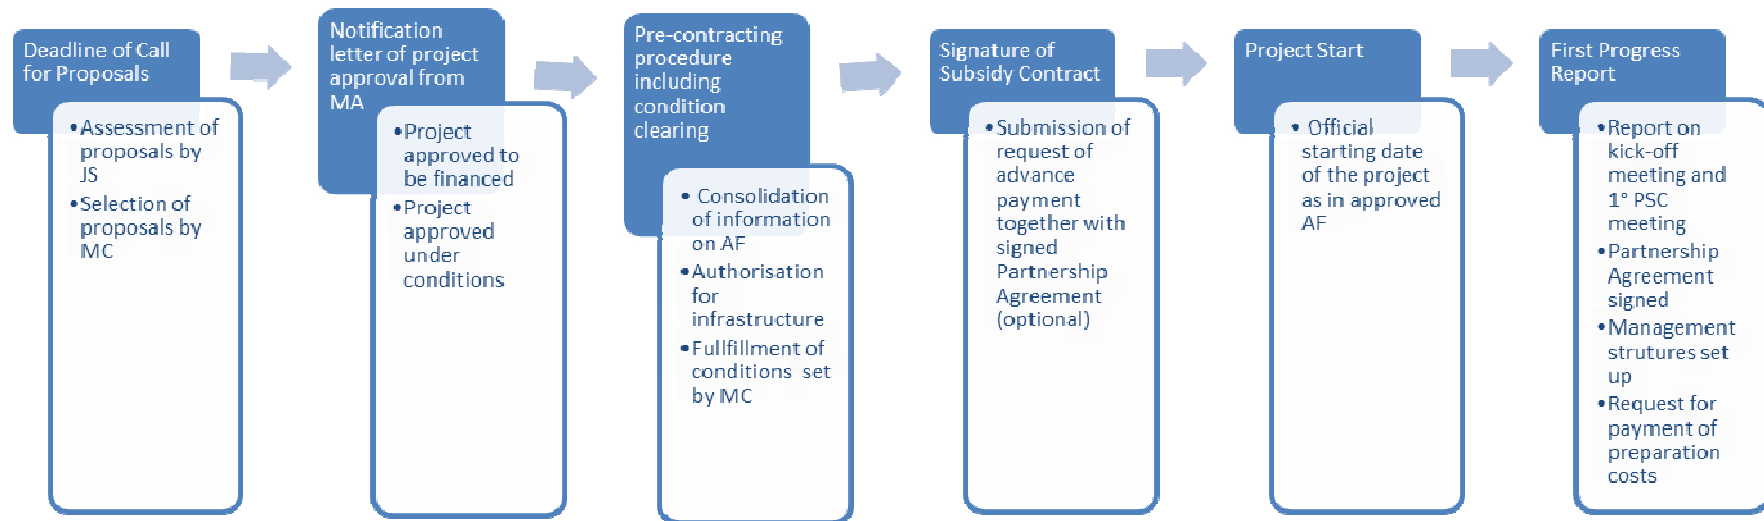 Deadline of Call
for Proposals
•Assessment of
proposals by
JS
•Selection of
proposals by
MC
Notification
letter of project
approval from
MA
•Project
approved to
be financed
•Project
approved
under
conditions
Pre-contracting
procedure
including
condition
clearing
• Consolidation
of information
on AF
•Authorisation
for
infrastructure
•Fullfillment of
conditions set
by MC
Signature of
Subsidy Contract
•Submission of
request of
advance
payment
together with
signed
Partnership
Agreement
(optional)
Project Start
• Official
starting date
of the project
as in approved
AF
First Progress
Report
•Report on
kick-off
meeting and
1° PSC
meeting
•Partnership
Agreement
signed
•Management
strutures set
up
•Request for
payment of
preparation
costs